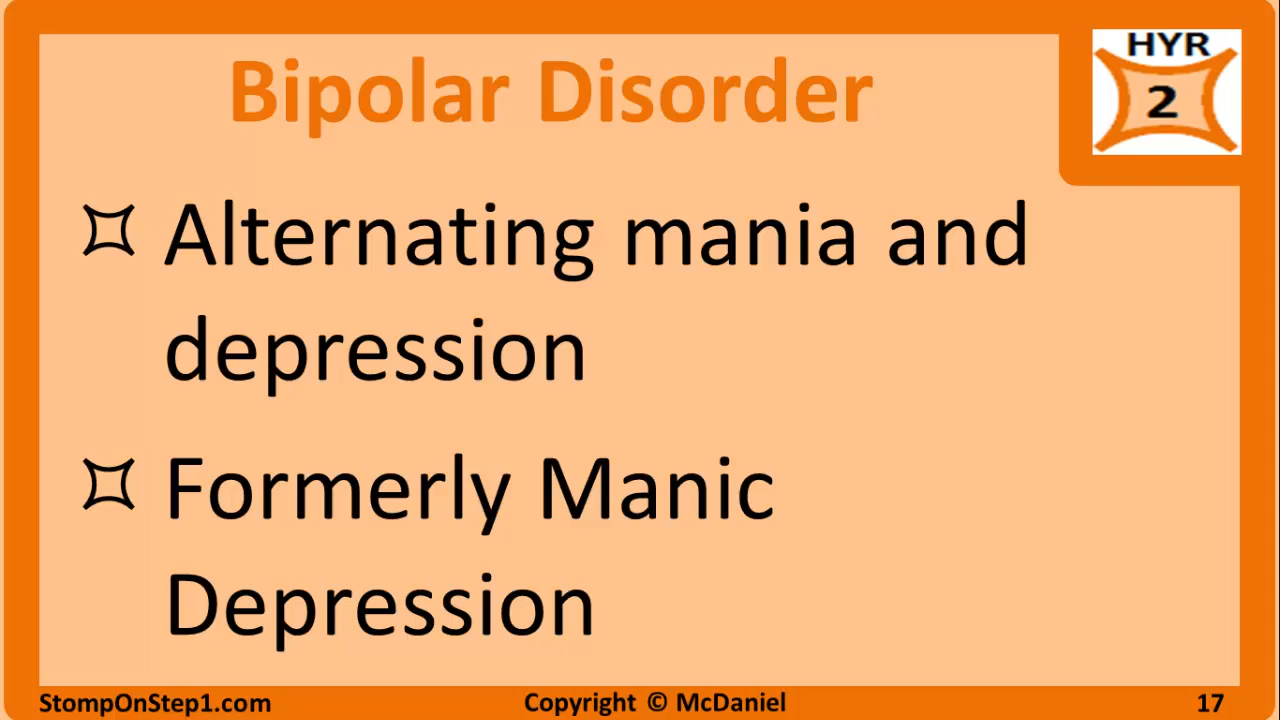 HYR
2
Bipolar Disorder
Alternating mania and
depression
Formerly Manic
Depression
StompOnStep1.com
Copyright © McDaniel
17